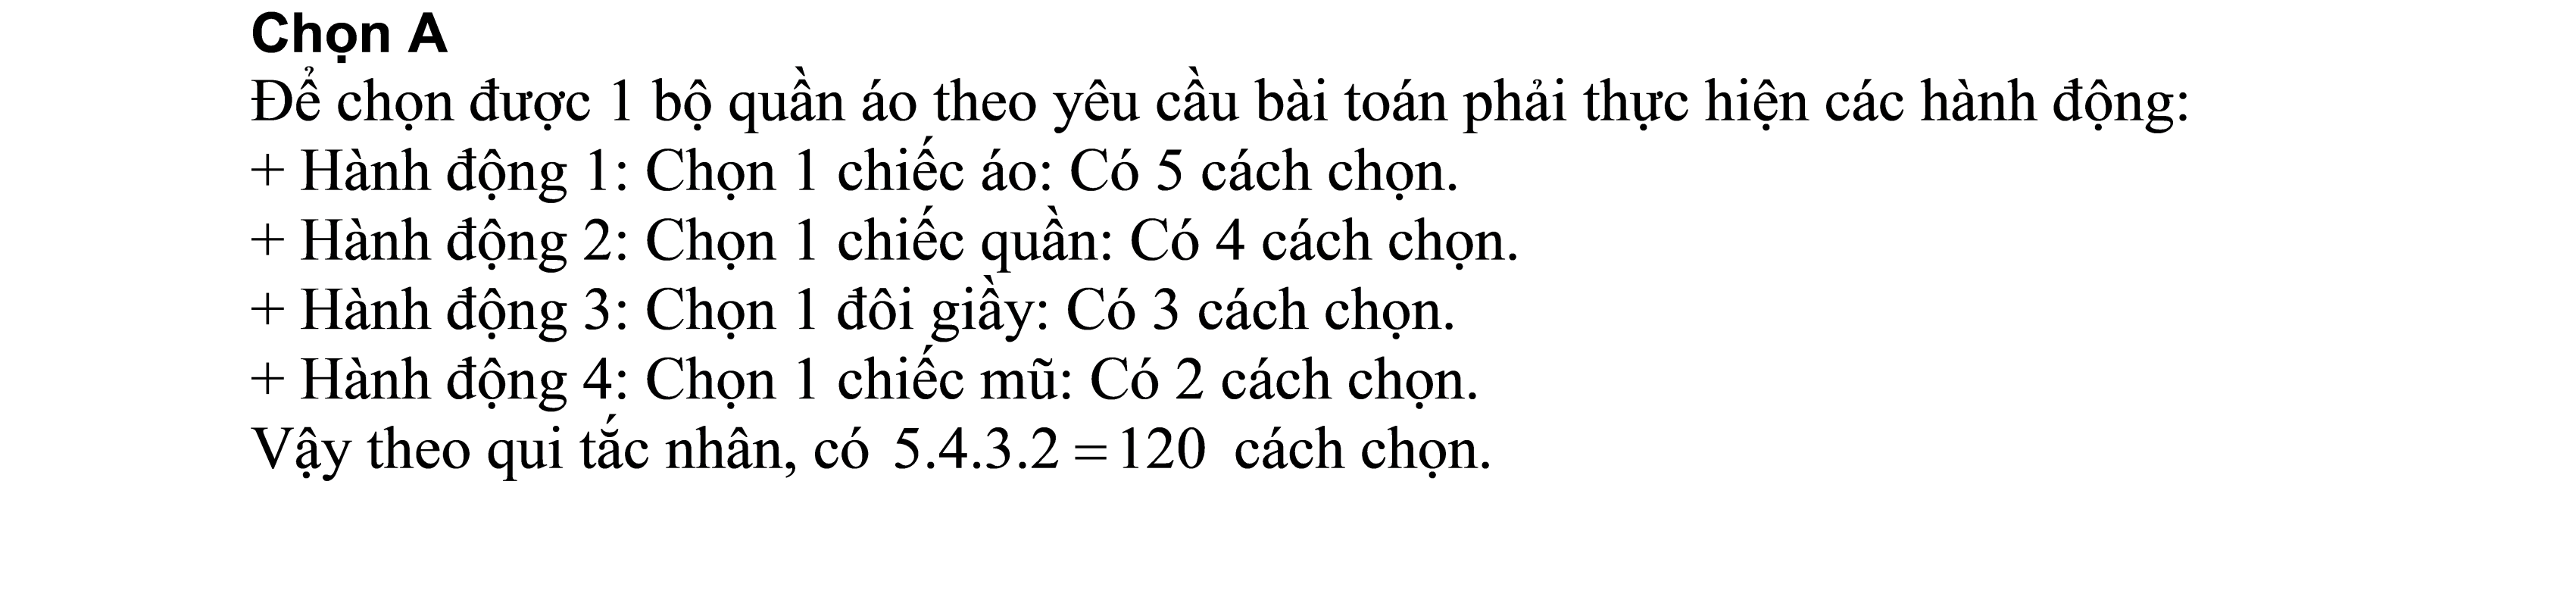 Chọn A
Để chọn được 1 bộ quần áo theo yêu cầu bài toán phải thực hiện các hành động:
+ Hành động 1: Chọn 1 chiếc áo: Có 5 cách chọn.
+ Hành động 2: Chọn 1 chiếc quần: Có 4 cách chọn.
+ Hành động 3: Chọn 1 đôi giầy: Có 3 cách chọn.
+ Hành động 4: Chọn 1 chiếc mũ: Có 2 cách chọn.
Vậy theo qui tắc nhân, có 5.4.3.2 = 120 cách chọn.